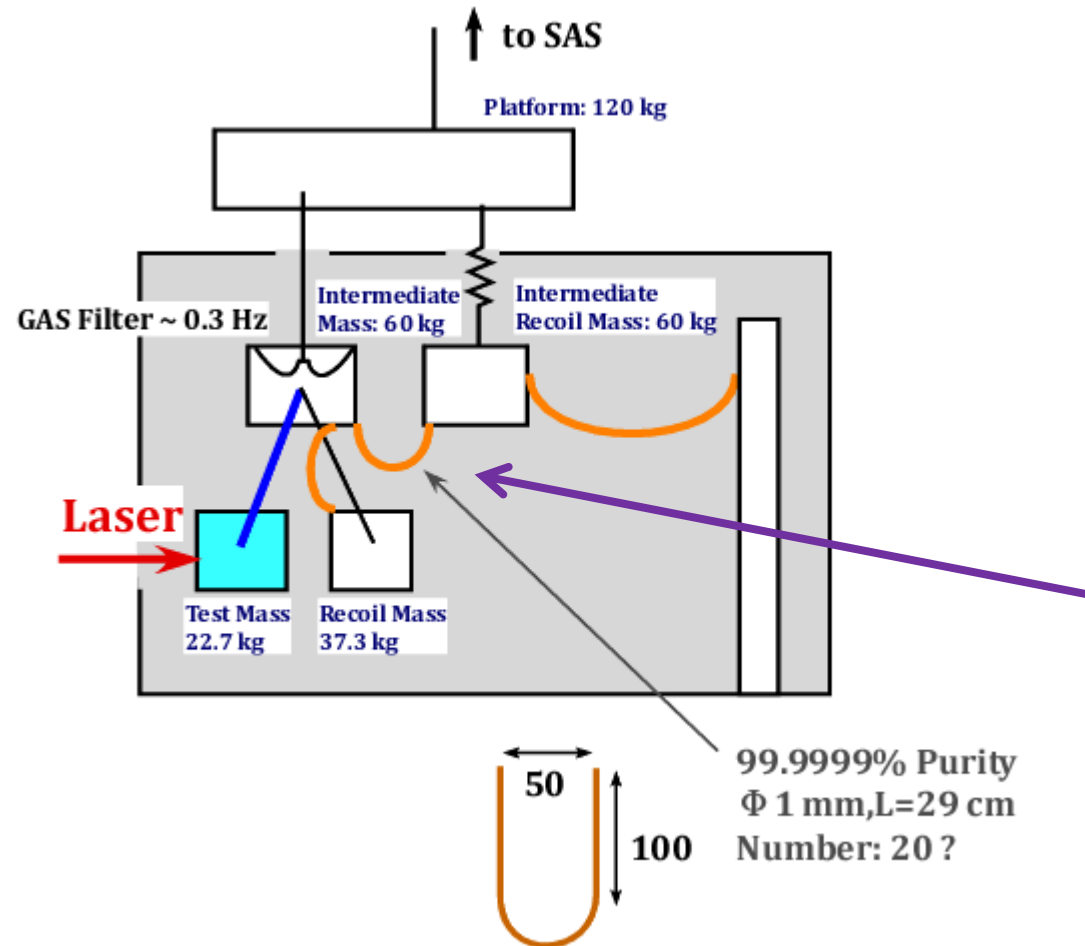 to SAS
Platform: 120 kg
GAS Filter ~ 0.3 Hz
Intermediate
Mass: 60 kg
Intermediate
Recoil Mass: 60 kg
Laser
Test Mass
22.7 kg
Recoil Mass
37.3 kg
50
100
99.9999% Purity
Φ 1 mm,L=29 cm
Number: 20 ?